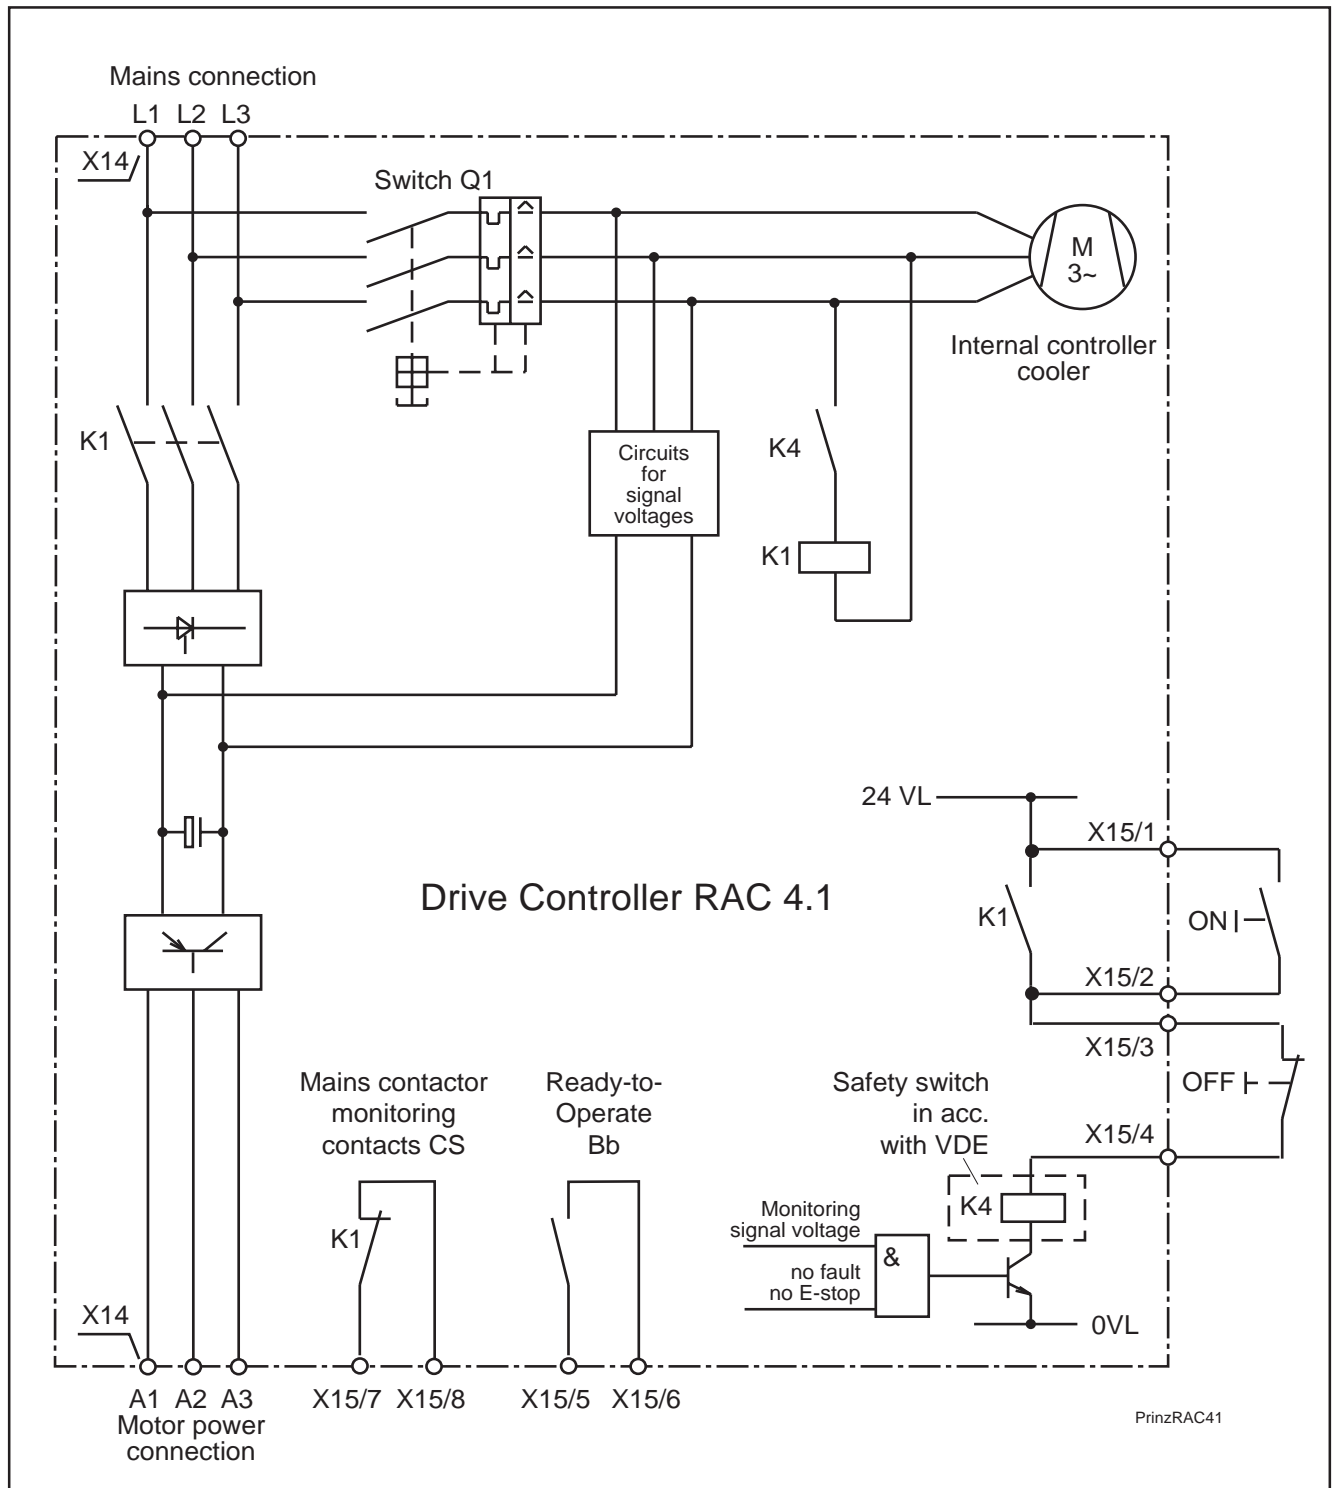 Mains connection
L1 L2 L3
X14
Switch Q1
M
3~
Internal controller
cooler
K1
Circuits
for
signal
voltages
K4
K1
24 VL
X15/1
Drive Controller RAC 4.1
K1
ON
X15/2
X15/3
OFF
Mains contactor
monitoring
contacts CS
Ready-to-
Operate
Bb
Safety switch
in acc.
with VDE
X15/4
K4
K1
Monitoring
signal voltage
&
no fault
no E-stop
X14
0VL
A1 A2 A3
Motor power
connection
X15/7 X15/8
X15/5 X15/6
PrinzRAC41